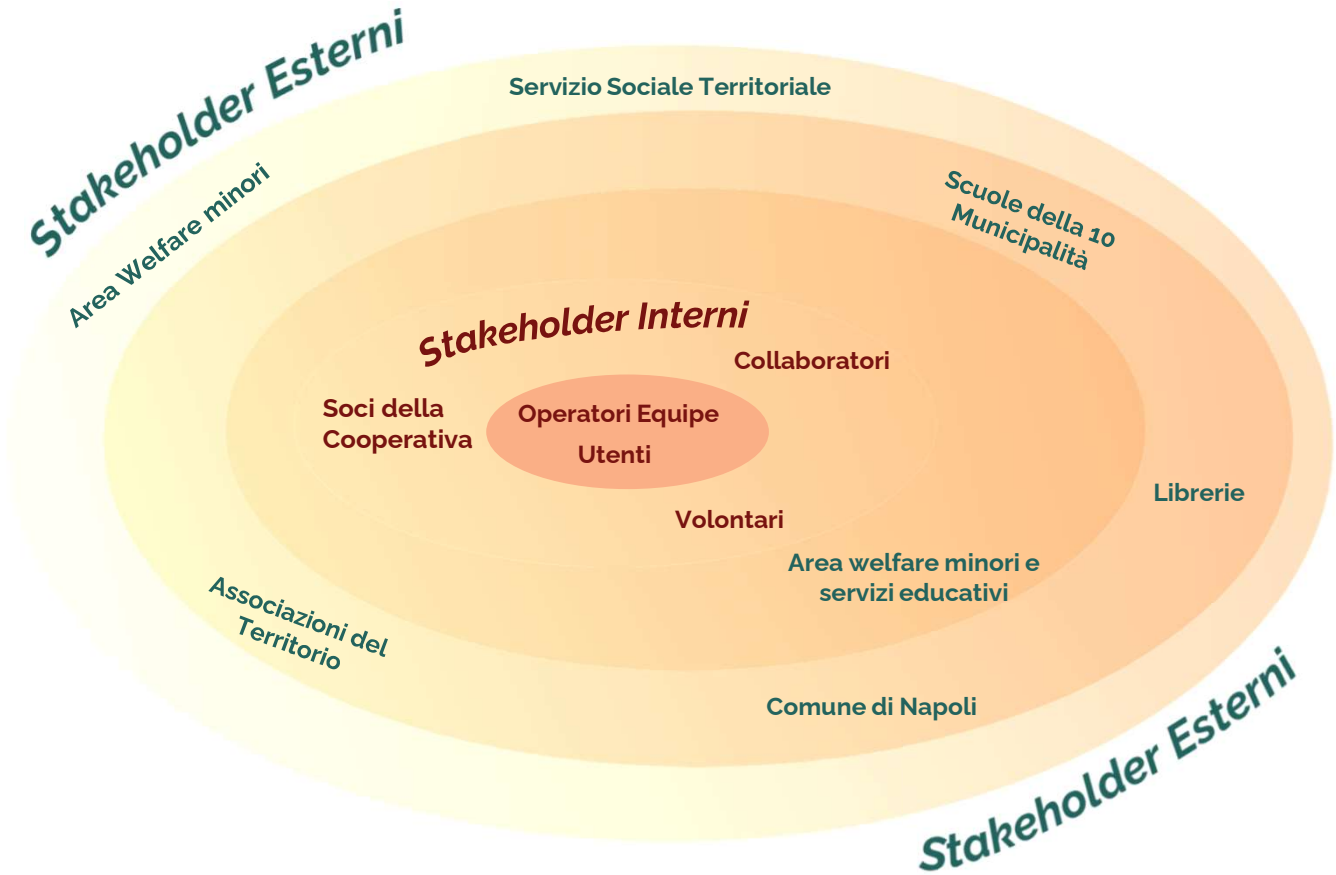 Stakeholder Esterni
Servizio Sociale Territoriale
Area Welfare minori
Scuole della 10
Municipalità
Stakeholder Interni
Collaboratori
Soci della
Cooperativa
Operatori Equipe
Utenti
Librerie
Volontari
Area welfare minori e
servizi educativi
Associazioni del
Territorio
Comune di Napoli
Stakeholder Esterni